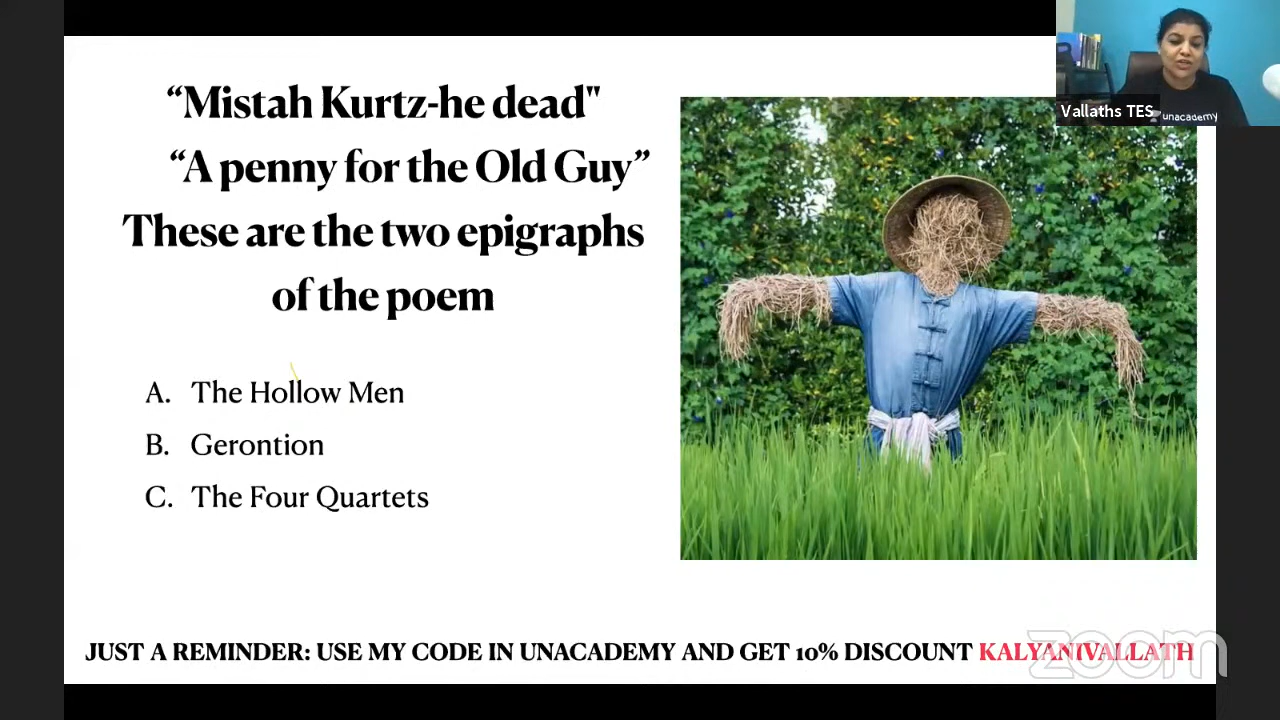 “Mistah Kurtz-he dead"
“A penny for the Old Guy”
These are the two epigraphs
of the poem
A. The Hollow Men
B. Gerontion
C. The Four Quartets
JUST A REMINDER: USE MY CODE IN UNACADEMY AND GET 10% DISCOUNT KALYANIVALLATH
Vallaths TES
unacademy
zoom